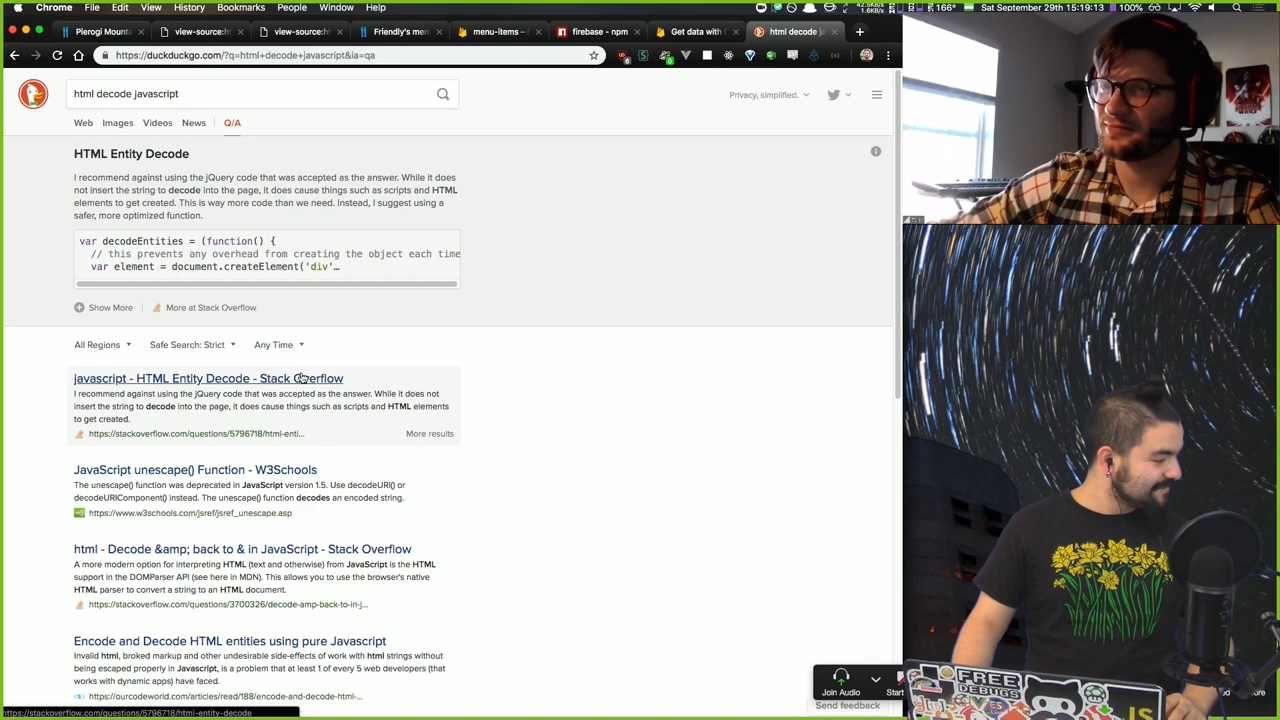 Chrome File Edit View History Bookmarks People Window Help
42.5KB/s
1.6KB/s
166° Sat September 29th 15:19:13 100%
Pierogi Mounta
view-source:ht
view-source:ht
Friendly's men
menu-items –
firebase - npm
Get data with
html decode ja
https://duckduckgo.com/?q=html+decode+javascript&ia=qa
html decode javascript
Privacy, simplified.
Web Images Videos News Q/A
HTML Entity Decode
I recommend against using the jQuery code that was accepted as the answer. While it does
not insert the string to decode into the page, it does cause things such as scripts and HTML
elements to get created. This is way more code than we need. Instead, I suggest using a
safer, more optimized function.
var decodeEntities = (function() {
// this prevents any overhead from creating the object each time
var element = document.createElement('div'…
Show More More at Stack Overflow
All Regions Safe Search: Strict Any Time
javascript - HTML Entity Decode - Stack Overflow
I recommend against using the jQuery code that was accepted as the answer. While it does not
insert the string to decode into the page, it does cause things such as scripts and HTML elements
to get created.
https://stackoverflow.com/questions/5796718/html-enti...
More results
JavaScript unescape() Function - W3Schools
The unescape() function was deprecated in JavaScript version 1.5. Use decodeURI() or
decodeURIComponent() instead. The unescape() function decodes an encoded string.
https://www.w3schools.com/jsref/jsref_unescape.asp
html - Decode &amp; back to & in JavaScript - Stack Overflow
A more modern option for interpreting HTML (text and otherwise) from JavaScript is the HTML
support in the DOMParser API (see here in MDN). This allows you to use the browser's native
HTML parser to convert a string to an HTML document.
https://stackoverflow.com/questions/3700326/decode-amp-back-to-in-j...
Encode and Decode HTML entities using pure Javascript
Invalid html, broked markup and other undesirable side-effects of work with html strings without
being escaped properly in Javascript, is a problem that at least 1 of every 5 web developers (that
works with dynamic apps) have faced.
https://ourcodeworld.com/articles/read/188/encode-and-decode-html-...
https://stackoverflow.com/questions/5796718/html-entity-decode
Join Audio
Start
Send feedback
FREE
DEBUGS
JS